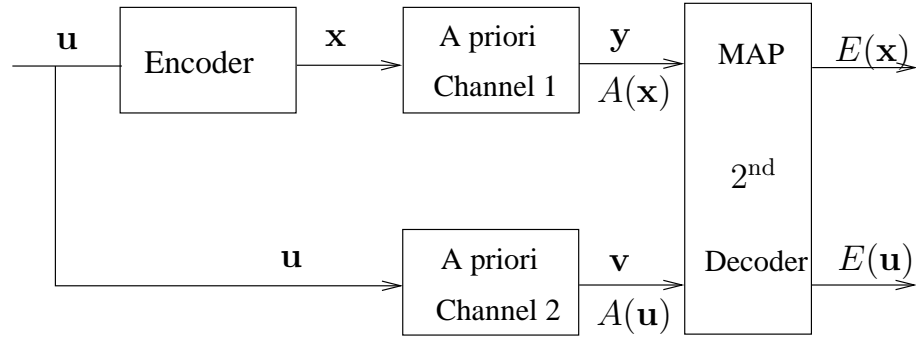 u
Encoder
x
A priori
Channel 1
y
A(x)
MAP
2nd
Decoder
E(x)
u
A priori
Channel 2
v
A(u)
E(u)